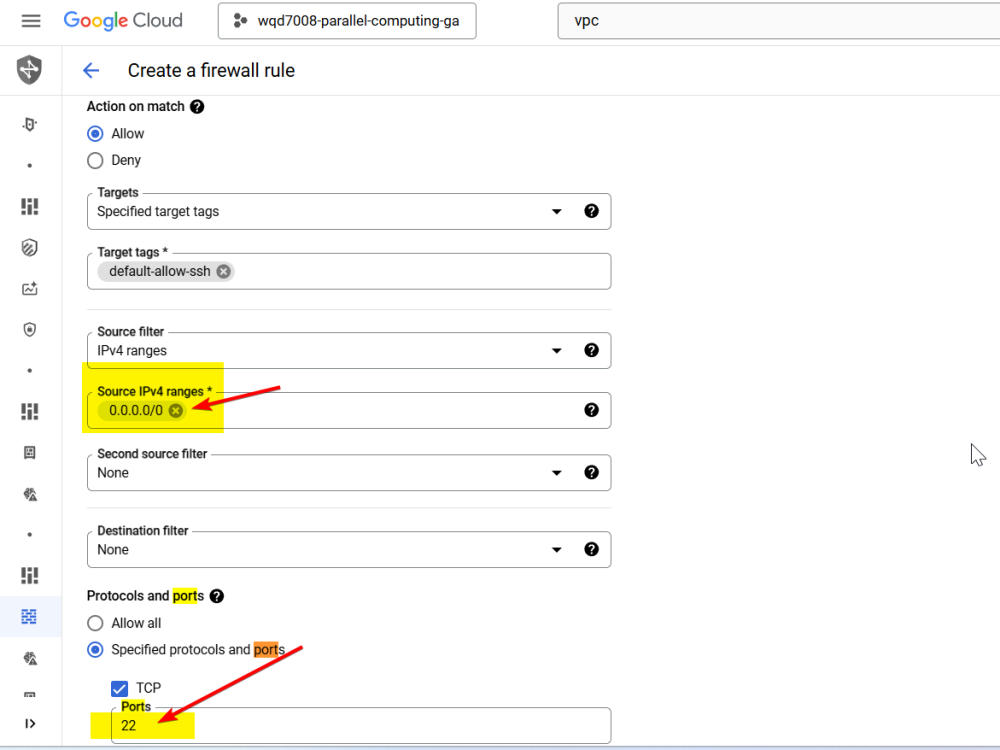 Google Cloud
wqd7008-parallel-computing-ga
vpc
Create a firewall rule
Action on match
Allow
Deny
Targets
Specified target tags
Target tags *
default-allow-ssh
Source filter
IPv4 ranges
Source IPv4 ranges *
0.0.0.0/0
Second source filter
None
Destination filter
None
Protocols and ports
Allow all
Specified protocols and ports
TCP
Ports
22